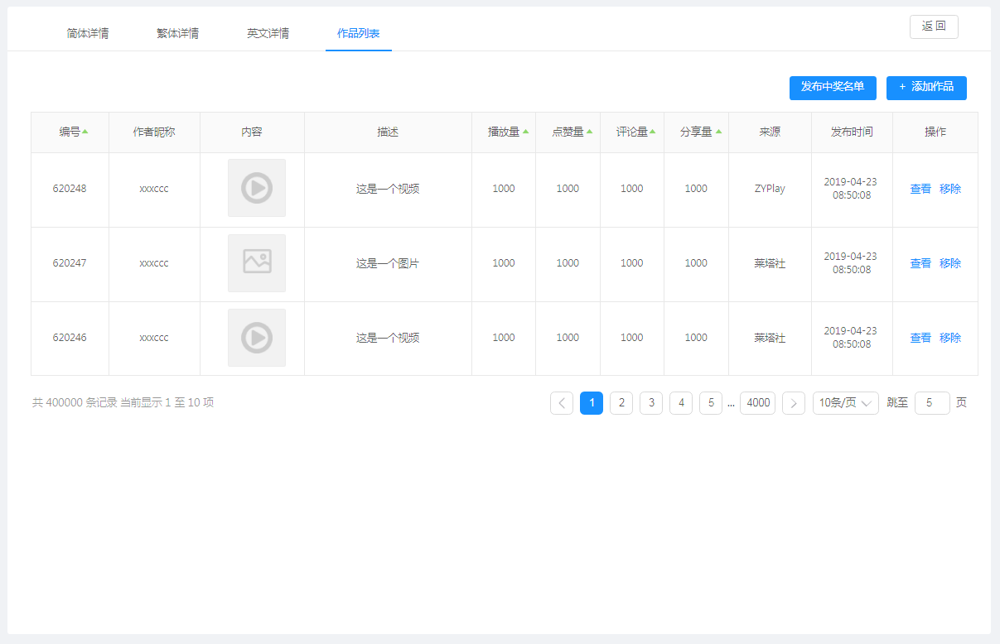 简体详情 繁体详情 英文详情 作品列表 返 回
发布中奖名单 + 添加作品
编号 作者昵称 内容 描述 播放量 点赞量 评论量 分享量 来源 发布时间 操作
620248 xxxccc 这是一个视频 1000 1000 1000 1000 ZYPlay 2019-04-23 08:50:08 查看 移除
620247 xxxccc 这是一个图片 1000 1000 1000 1000 莱塔社 2019-04-23 08:50:08 查看 移除
620246 xxxccc 这是一个视频 1000 1000 1000 1000 莱塔社 2019-04-23 08:50:08 查看 移除
共 400000 条记录 当前显示 1 至 10 项 1 2 3 4 5 ... 4000 10条/页 跳至 5 页